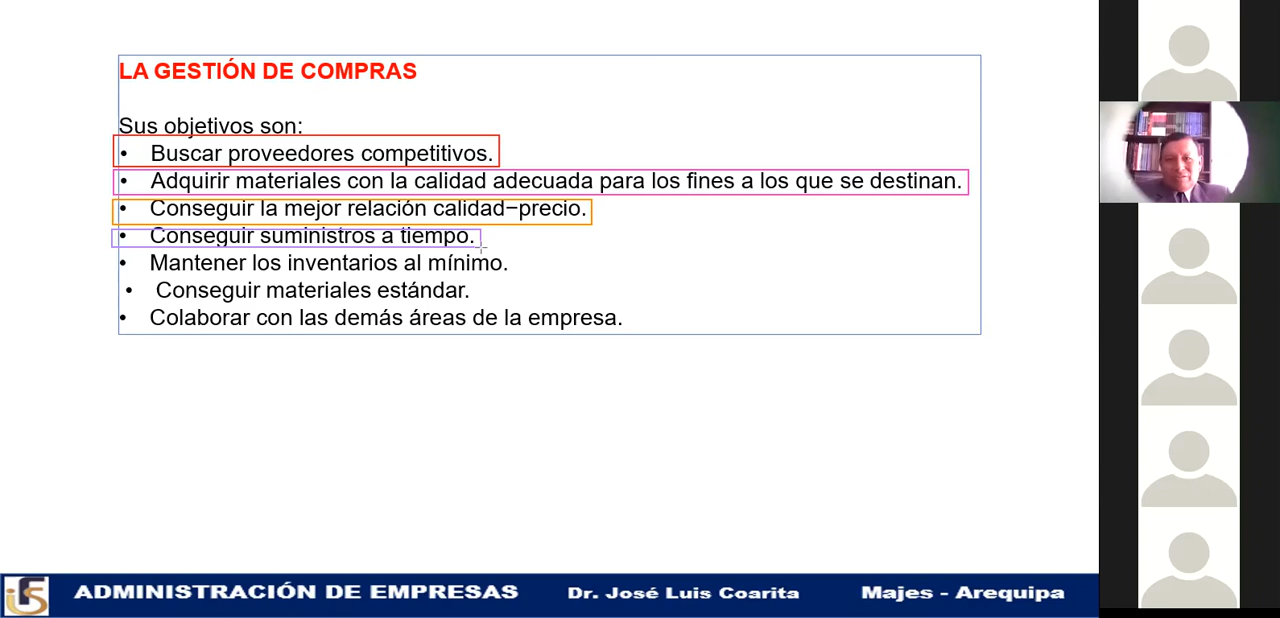 LA GESTIÓN DE COMPRAS
Sus objetivos son:
• Buscar proveedores competitivos.
• Adquirir materiales con la calidad adecuada para los fines a los que se destinan.
• Conseguir la mejor relación calidad−precio.
• Conseguir suministros a tiempo.
• Mantener los inventarios al mínimo.
• Conseguir materiales estándar.
• Colaborar con las demás áreas de la empresa.
ADMINISTRACIÓN DE EMPRESAS Dr. José Luis Coarita Majes - Arequipa